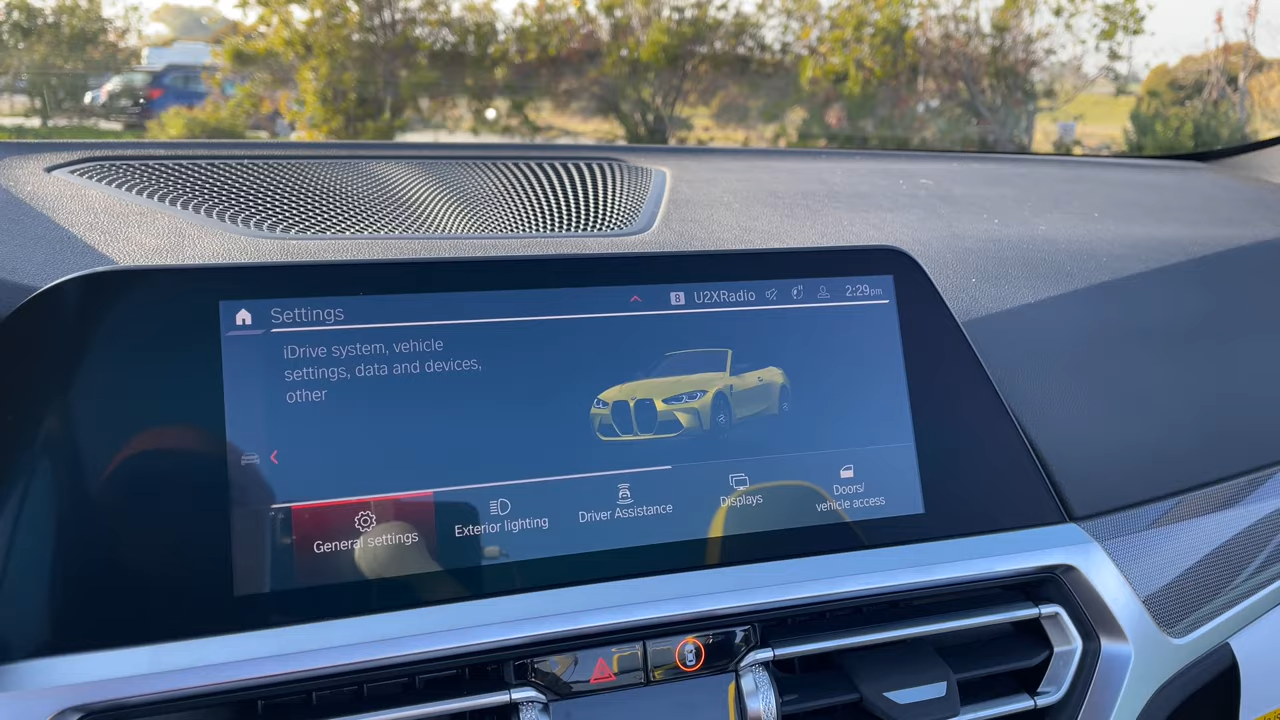 Settings
8 U2XRadio 2:29pm
iDrive system, vehicle
settings, data and devices,
other
General settings
Exterior lighting
Driver Assistance
Displays
Doors/
vehicle access